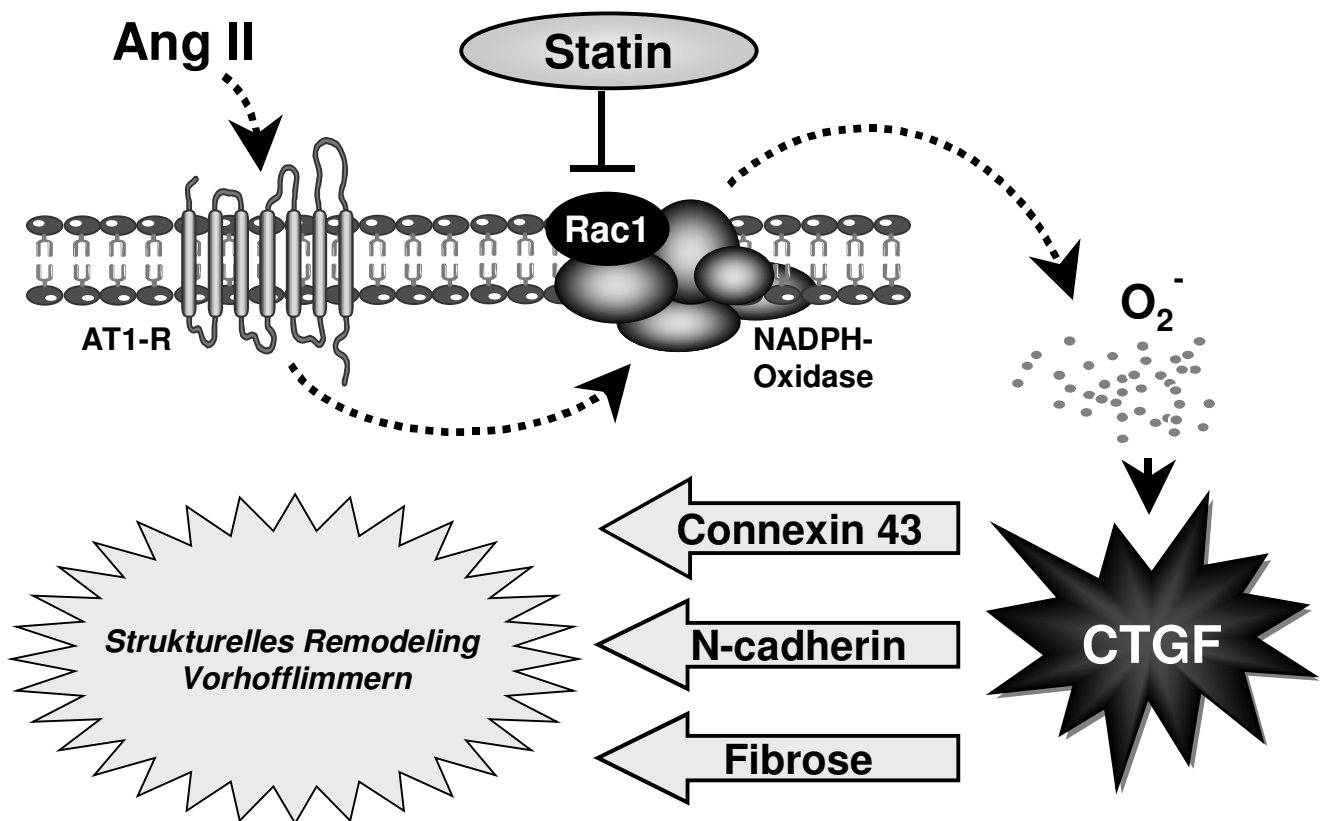 Ang II
Statin
Rac1
AT1-R
NADPH-
Oxidase
O₂⁻
Connexin 43
N-cadherin
Fibrose
CTGF
Strukturelles Remodeling
Vorhofflimmern